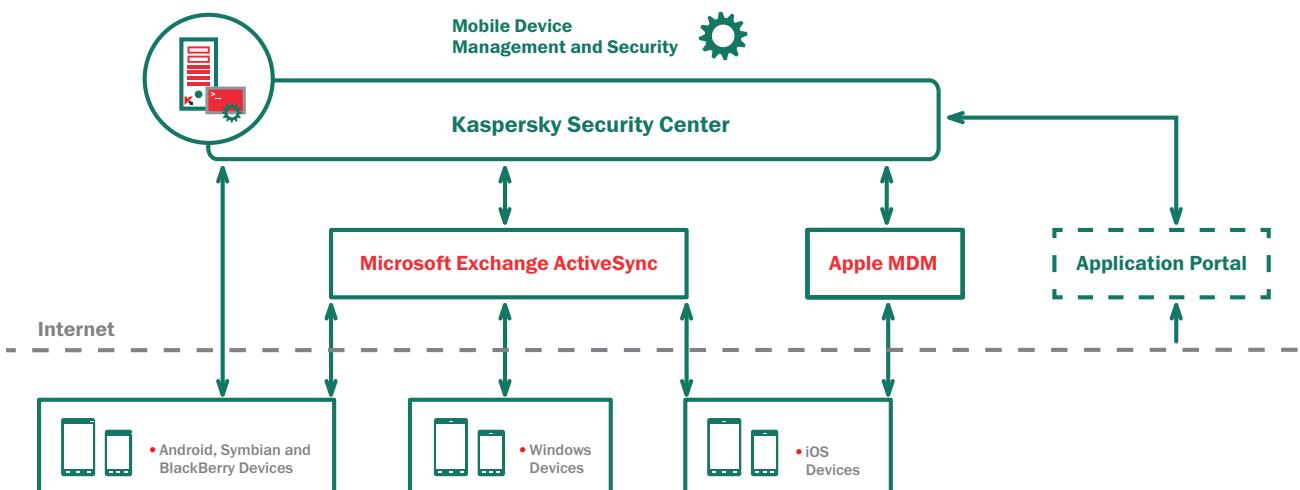 Mobile Device
Management and Security
>_
K
Kaspersky Security Center
Microsoft Exchange ActiveSync
Apple MDM
Application Portal
Internet
• Android, Symbian and
BlackBerry Devices
• Windows
Devices
• iOS
Devices